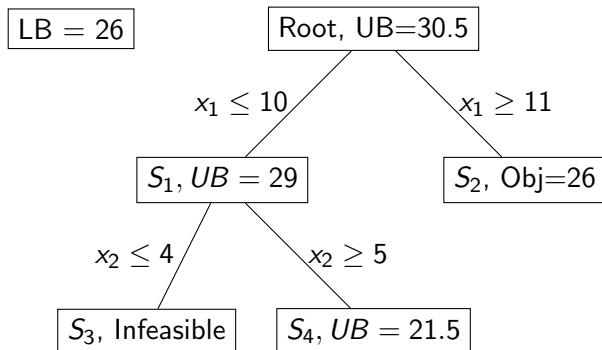 LB = 26
Root, UB=30.5
x₁ ≤ 10
x₁ ≥ 11
S₁, UB = 29
S₂, Obj=26
x₂ ≤ 4
x₂ ≥ 5
S₃, Infeasible
S₄, UB = 21.5